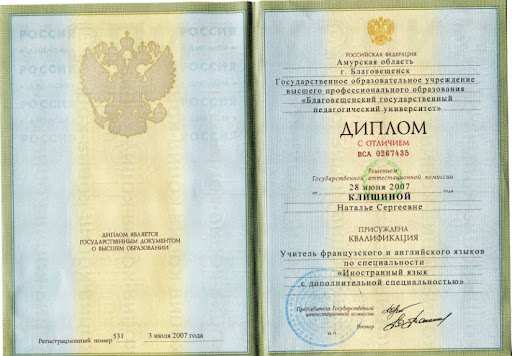 ДИПЛОМ ЯВЛЯЕТСЯ
ГОСУДАРСТВЕННЫМ ДОКУМЕНТОМ
О ВЫСШЕМ ОБРАЗОВАНИИ
Регистрационный номер 531 3 июля 2007 года
РОССИЙСКАЯ ФЕДЕРАЦИЯ
Амурская область
г. Благовещенск
Государственное образовательное учреждение
высшего профессионального образования
«Благовещенский государственный
педагогический университет»
ДИПЛОМ
С ОТЛИЧИЕМ
ВСА 0267435
Решением
Государственной аттестационной комиссии
от 28 июня 2007 года
КЛИШИНОЙ
Наталье Сергеевне
ПРИСУЖДЕНА
КВАЛИФИКАЦИЯ
Учитель французского и английского языков
по специальности
«Иностранный язык
с дополнительной специальностью»
Председатель Государственной
аттестационной комиссии
Ректор
М.П.